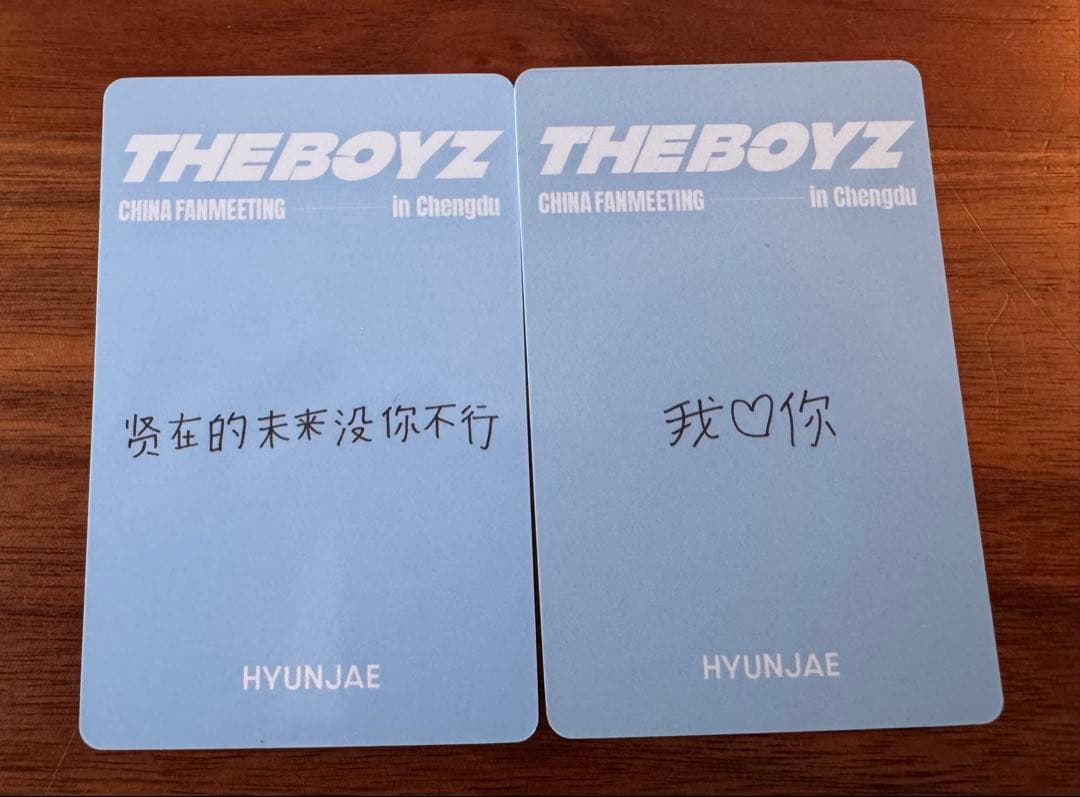 THEBOYZ
CHINA FANMEETING in Chengdu
贤在的未来没你不行
HYUNJAE
THEBOYZ
CHINA FANMEETING in Chengdu
我♡你
HYUNJAE